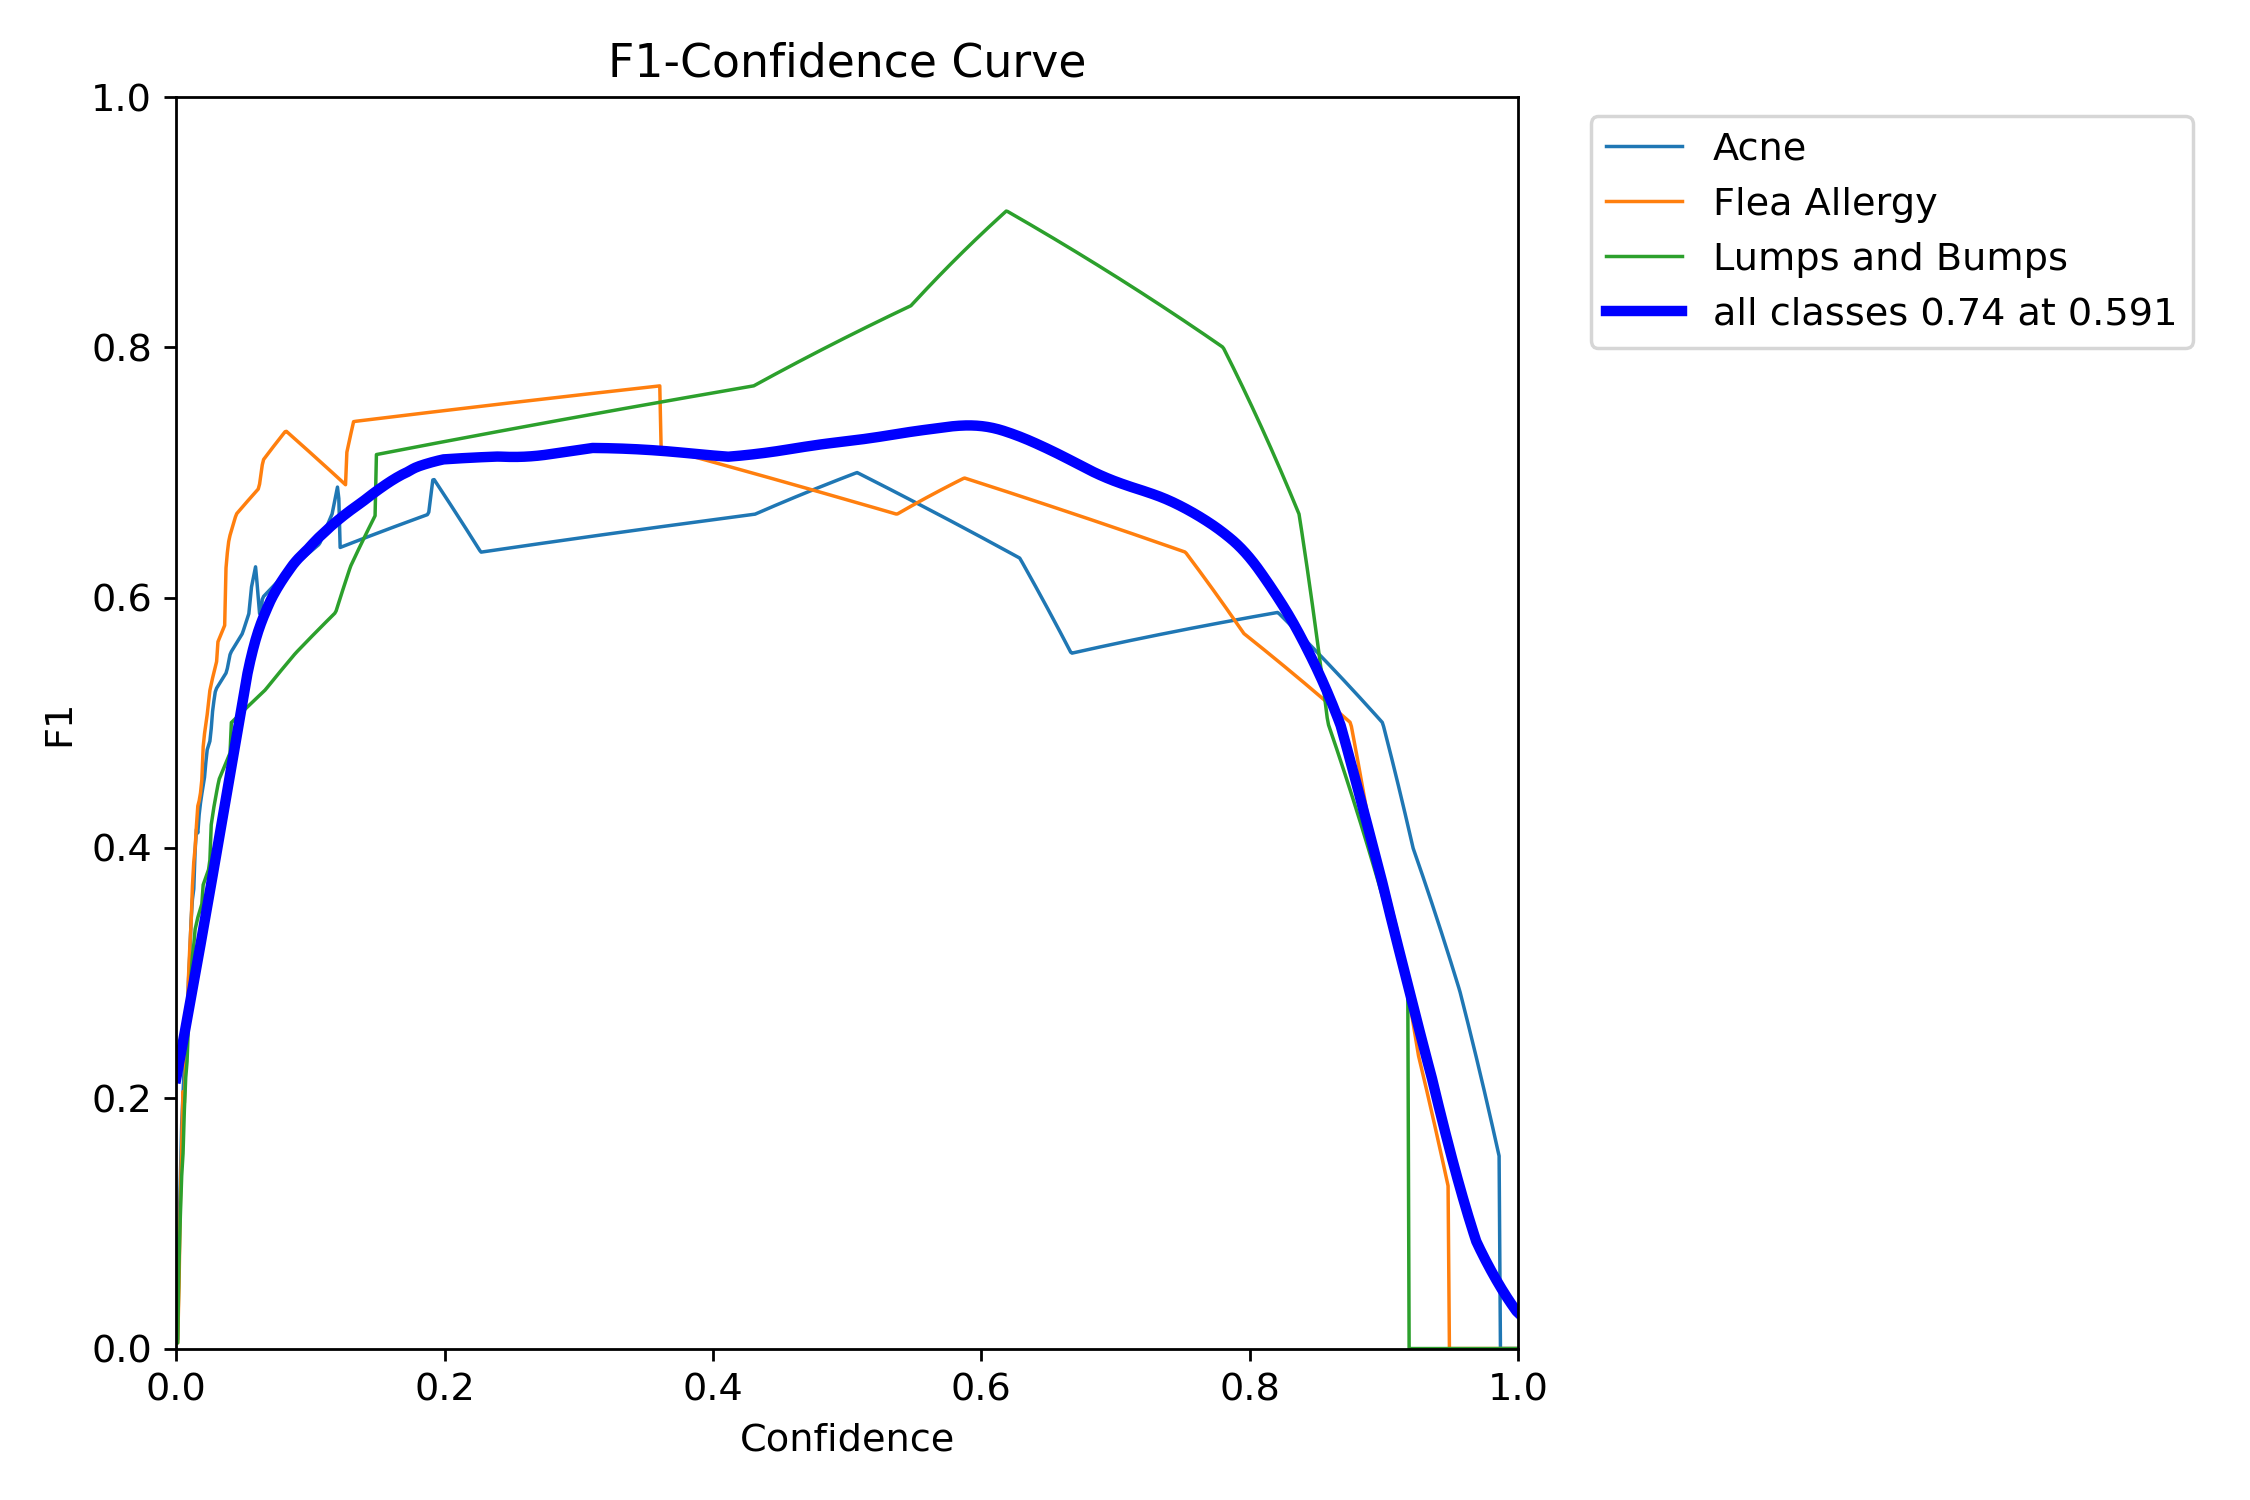 F1-Confidence Curve
1.0
0.8
0.6
0.4
0.2
0.0
F1
0.0 0.2 0.4 0.6 0.8 1.0
Confidence
Acne
Flea Allergy
Lumps and Bumps
all classes 0.74 at 0.591